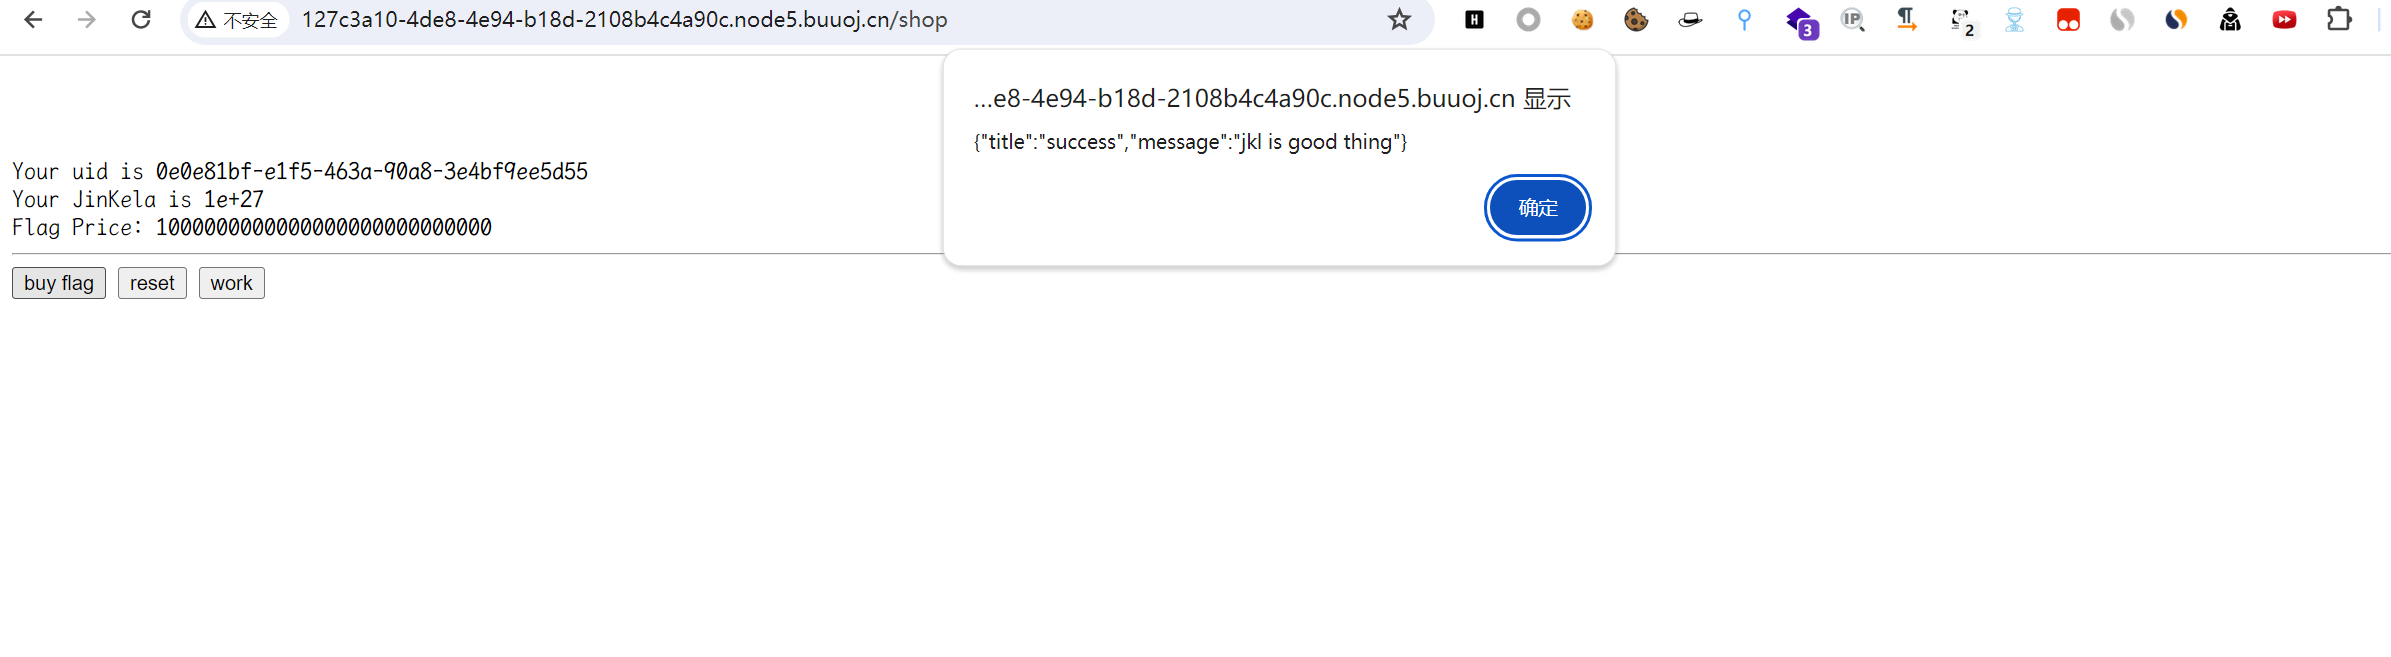 不安全 127c3a10-4de8-4e94-b18d-2108b4c4a90c.node5.buuoj.cn/shop
H
IP
3
2
...e8-4e94-b18d-2108b4c4a90c.node5.buuoj.cn 显示
{"title":"success","message":"jkl is good thing"}
确定
Your uid is 0e0e81bf-e1f5-463a-90a8-3e4bf9ee5d55
Your JinKela is 1e+27
Flag Price: 1000000000000000000000000000
buy flag reset work